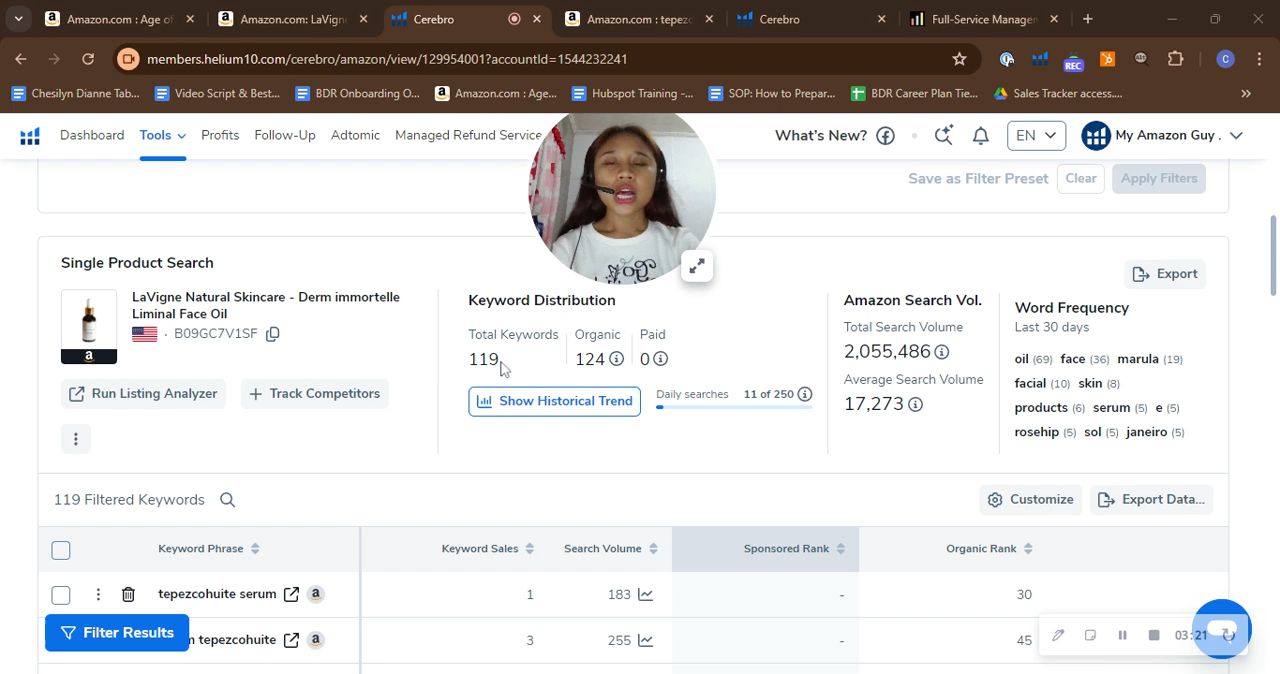 Amazon.com : Age of
Amazon.com: LaVigne
Cerebro
Amazon.com : tepezc
Cerebro
Full-Service Managem
members.helium10.com/cerebro/amazon/view/129954001?accountId=1544232241
REC
C
Chesilyn Dianne Tab...
Video Script & Best...
BDR Onboarding O...
Amazon.com : Age...
Hubspot Training -...
SOP: How to Prepar...
BDR Career Plan Tie...
Sales Tracker access....
Dashboard
Tools
Profits
Follow-Up
Adtomic
Managed Refund Service
What's New?
EN
My Amazon Guy .
Save as Filter Preset
Clear
Apply Filters
Single Product Search
Export
LaVigne Natural Skincare - Derm immortelle
Liminal Face Oil
B09GC7V1SF
Run Listing Analyzer
+ Track Competitors
Keyword Distribution
Total Keywords
119
Organic
124
Paid
0
Show Historical Trend
Daily searches 11 of 250
Amazon Search Vol.
Total Search Volume
2,055,486
Average Search Volume
17,273
Word Frequency
Last 30 days
oil (69) face (36) marula (19)
facial (10) skin (8)
products (6) serum (5) e (5)
rosehip (5) sol (5) janeiro (5)
119 Filtered Keywords
Customize
Export Data...
Keyword Phrase
Keyword Sales
Search Volume
Sponsored Rank
Organic Rank
tepezcohuite serum
1
183
-
30
Filter Results
tepezcohuite
3
255
-
45
03:21